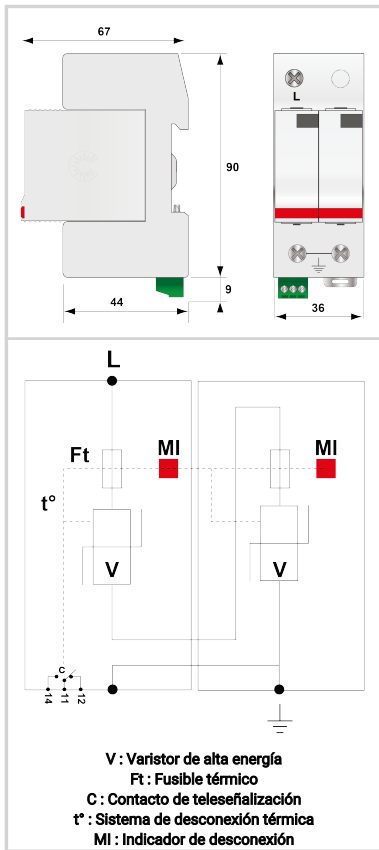 67
L
90
44
9
36
L
Ft
MI
MI
t°
V
V
C
14
11
12
V : Varistor de alta energía
Ft : Fusible térmico
C : Contacto de teleseñalización
t° : Sistema de desconexión térmica
MI : Indicador de desconexión